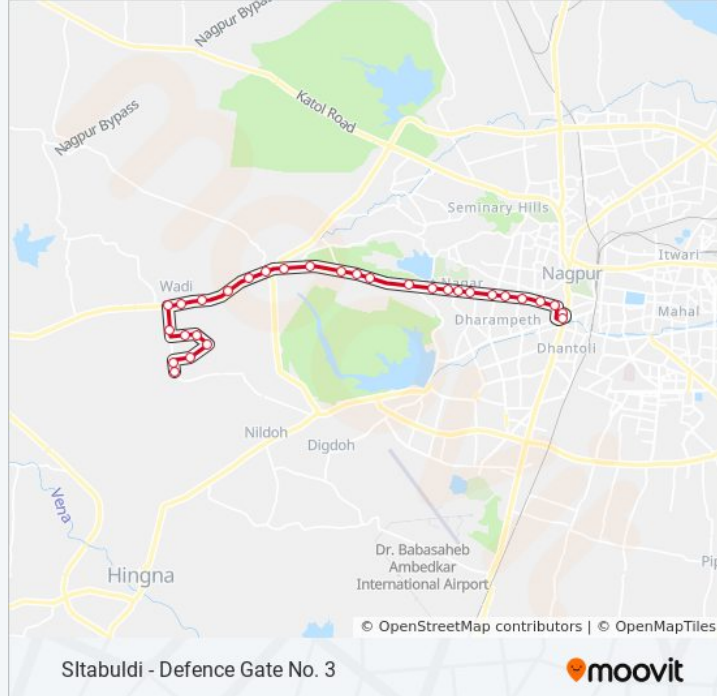 Nagpur Bypass
Katol Road
Nagpur Bypass
Seminary Hills
Itwari
Wadi
Nagar
Nagpur
Mahal
Dharampeth
Dhantoli
Nildoh
Digdoh
Vena
Dr. Babasaheb
Ambedkar
International Airport
Hingna
© OpenStreetMap contributors | © OpenMapTiles
SItabuldi - Defence Gate No. 3
moovit